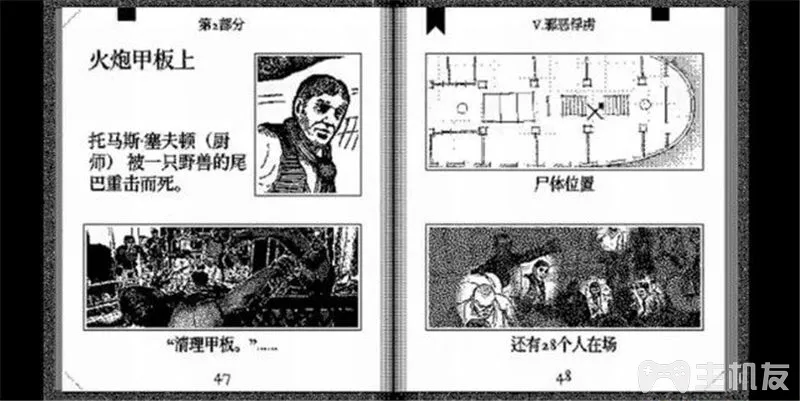 第2部分
火炮甲板上
托马斯·塞夫顿（厨
师） 被一只野兽的尾
巴重击而死。
“清理甲板。”……
47
V.邪恶俘虏
尸体位置
还有28个人在场
48
主机友